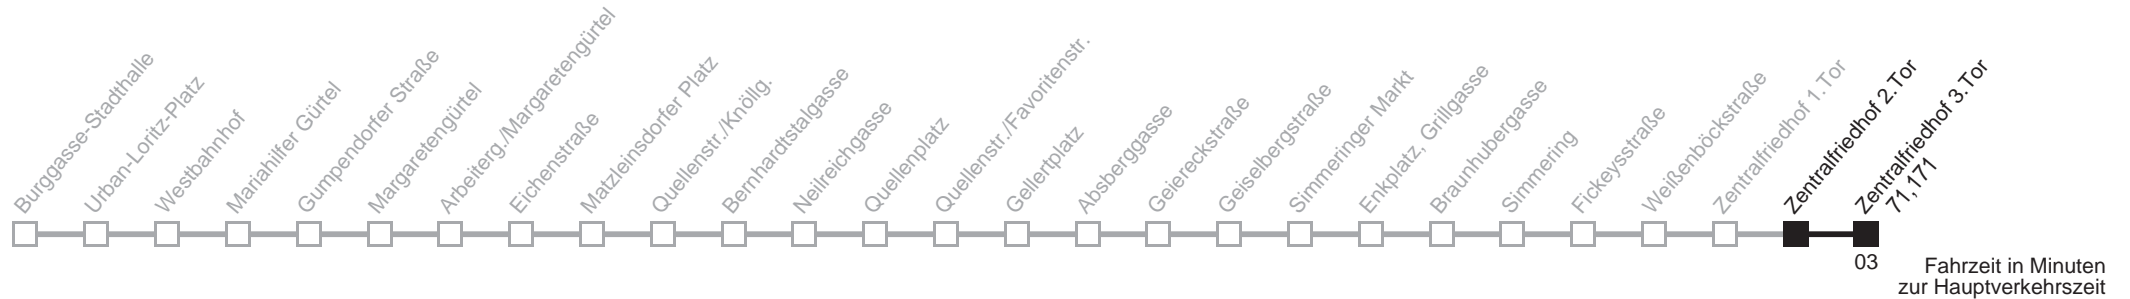 Burggasse-Stadthalle
Urban-Loritz-Platz
Westbahnhof
Mariahilfer Gürtel
Gumpendorfer Straße
Margaretengürtel
Arbeiterg./Margaretengürtel
Eichenstraße
Matzleinsdorfer Platz
Quellenstr./Knöllg.
Bernhardtstalgasse
Neilreichgasse
Quellenplatz
Quellenstr./Favoritenstr.
Gellertplatz
Absberggasse
Geiereckstraße
Geiselbergstraße
Simmeringer Markt
Enkplatz, Grillgasse
Braunhubergasse
Simmering
Fickeysstraße
Weißenböckstraße
Zentralfriedhof 1.Tor
Zentralfriedhof 2.Tor
Zentralfriedhof 3.Tor
71,171
03
Fahrzeit in Minuten
zur Hauptverkehrszeit